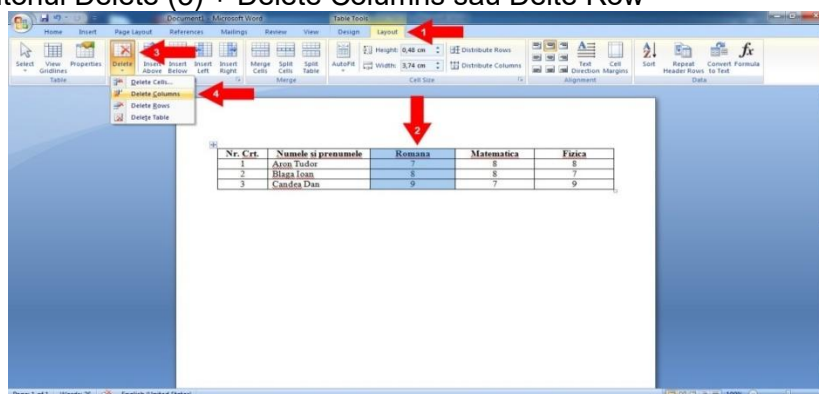 Delete (3) + Delete Columns sau Delte Row
Document1 - Microsoft Word Table Tools
Home Insert Page Layout References Mailings Review View Design Layout 1
3
Select View Gridlines Properties Delete Insert Above Insert Below Insert Left Insert Right Merge Cells Split Cells Split Table AutoFit Height: 0,48 cm Distribute Rows Text Direction Cell Margins Sort Repeat Header Rows Convert to Text Formula
Width: 3,74 cm Distribute Columns
Table Merge Cell Size Alignment Data
Delete Cells...
Delete Columns 4
Delete Rows
Delete Table
2
Nr. Crt. Numele si prenumele Romana Matematica Fizica
1 Aron Tudor 7 8 8
2 Blaga Ioan 8 8 7
3 Candea Dan 9 7 9